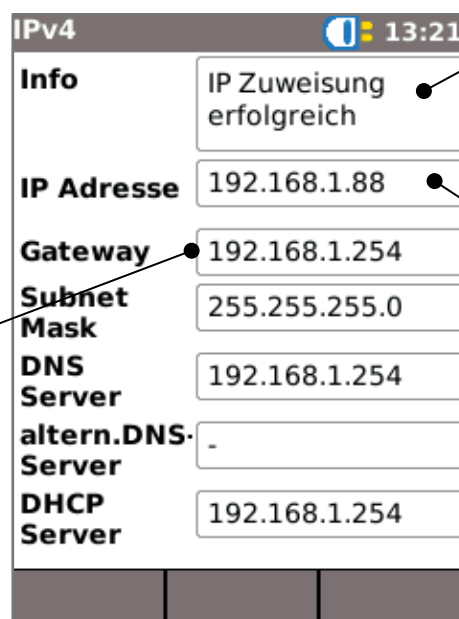 IPv4 13:21
Info
IP Zuweisung
erfolgreich
IP Adresse 192.168.1.88
Gateway 192.168.1.254
Subnet
Mask
255.255.255.0
DNS
Server
192.168.1.254
altern.DNS-
Server
-
DHCP
Server
192.168.1.254